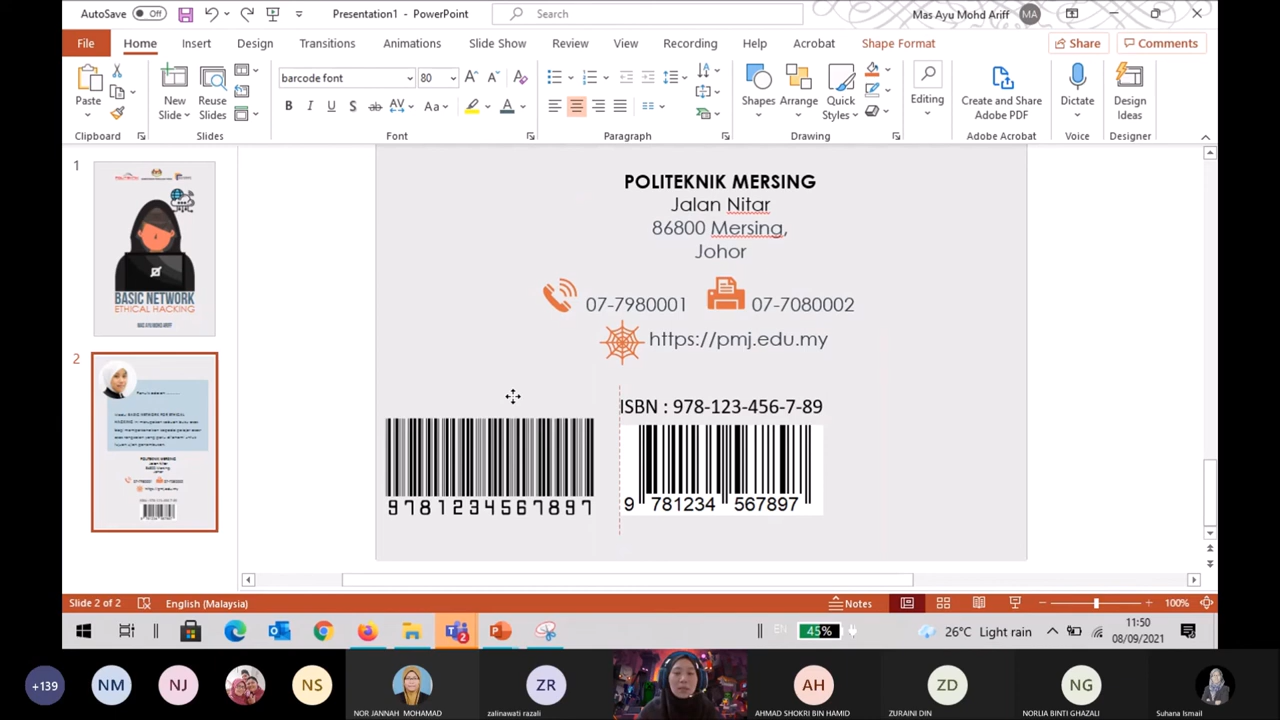 AutoSave Off
Presentation1 - PowerPoint
Search
Mas Ayu Mohd Ariff MA
File Home Insert Design Transitions Animations Slide Show Review View Recording Help Acrobat Shape Format Share Comments
barcode font 80
Paste
New
Slide
Reuse
Slides
Shapes
Arrange
Quick
Styles
Editing
Create and Share
Adobe PDF
Dictate
Design
Ideas
Clipboard Slides Font Paragraph Drawing Adobe Acrobat Voice Designer
1
BASIC NETWORK
ETHICAL HACKING
MAS AYU MOHD ARIFF
2
POLITEKNIK MERSING
Jalan Nitar
86800 Mersing,
Johor
07-7980001 07-7080002
https://pmj.edu.my
ISBN : 978-123-456-7-89
9781234567897
9 781234 567897
Slide 2 of 2 English (Malaysia) Notes 100%
EN 45% 26°C Light rain
11:50
08/09/2021
+139 NM NJ NS ZR AH ZD NG
NOR JANNAH MOHAMAD
zalinawati razali
AHMAD SHOKRI BIN HAMID
ZURAINI DIN
NORLIA BINTI GHAZALI
Suhana Ismail